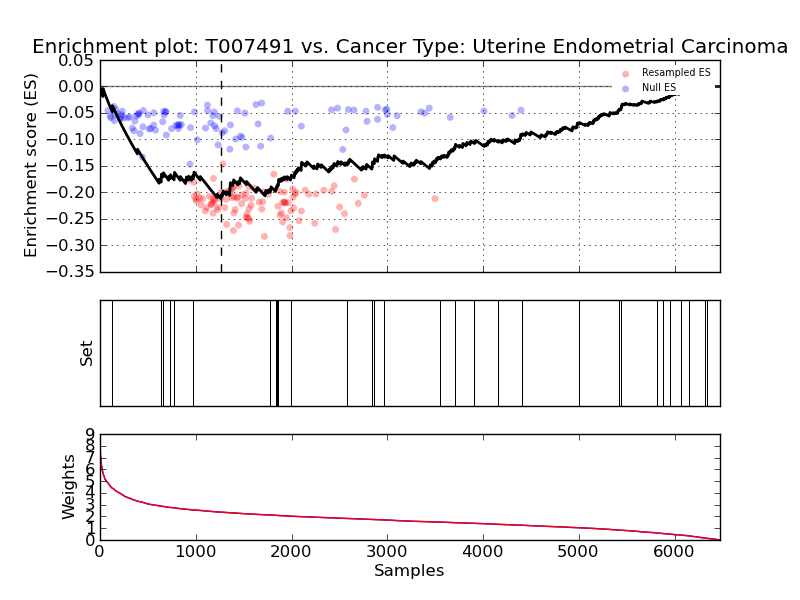 Enrichment plot: T007491 vs. Cancer Type: Uterine Endometrial Carcinoma
Enrichment score (ES)
0.05
0.00
−0.05
−0.10
−0.15
−0.20
−0.25
−0.30
−0.35
Resampled ES
Null ES
Set
Weights
9
8
7
6
5
4
3
2
1
0
0 1000 2000 3000 4000 5000 6000
Samples